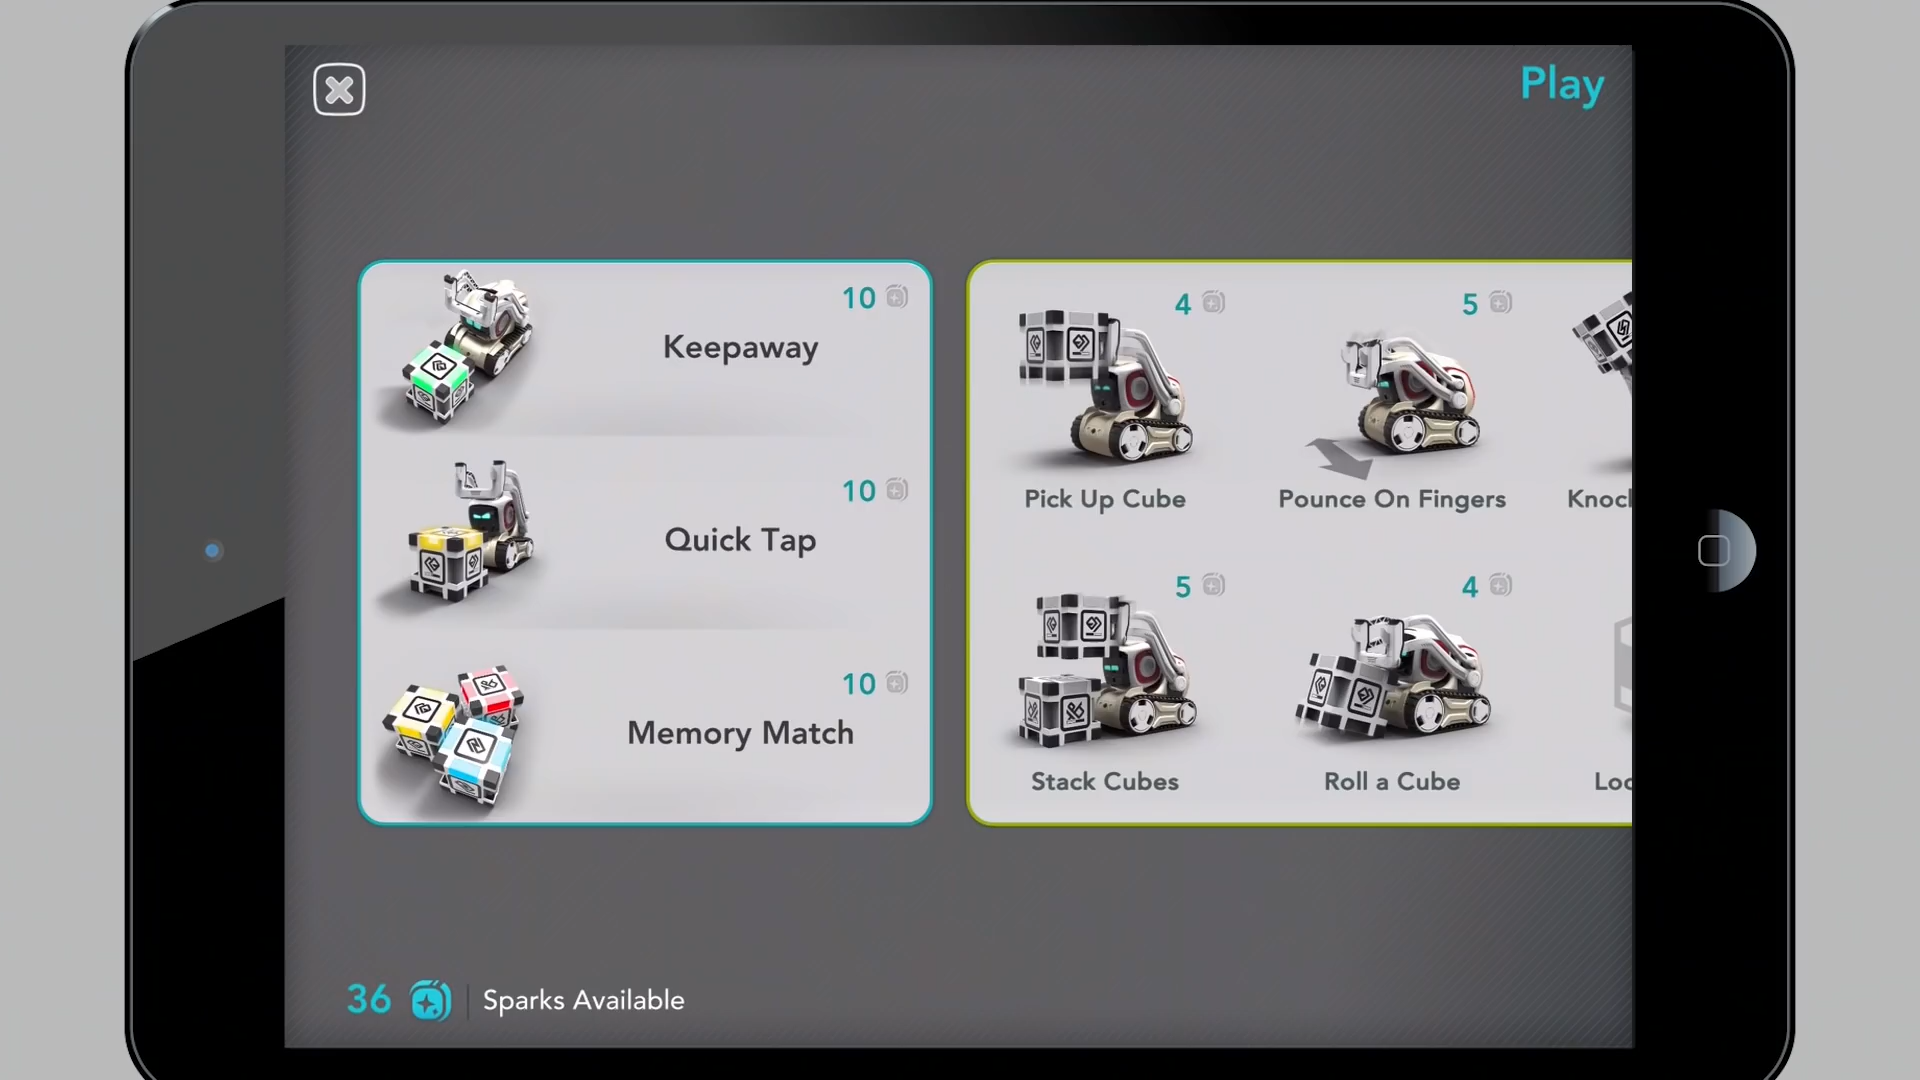 Play
10
Keepaway
10
Quick Tap
10
Memory Match
4
Pick Up Cube
5
Pounce On Fingers
5
Stack Cubes
4
Roll a Cube
36 Sparks Available